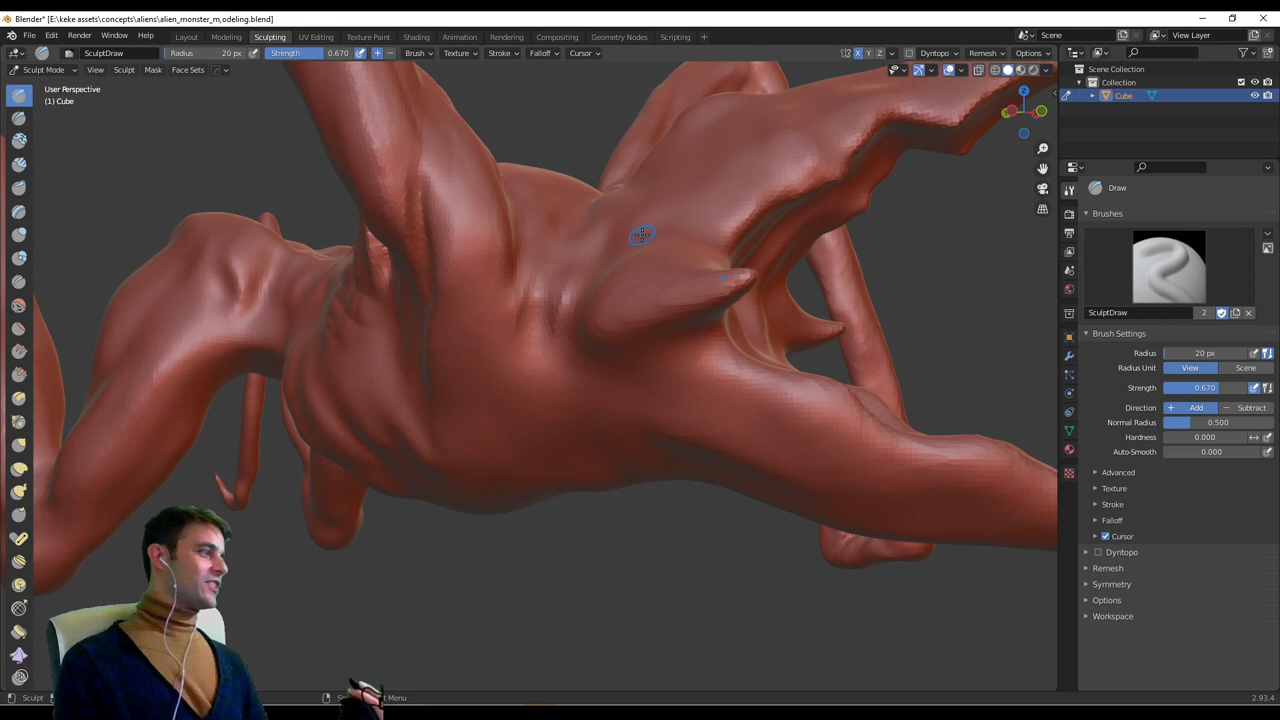 Blender* [E:\keke assets\concepts\aliens\alien_monster_m,odeling.blend]
File Edit Render Window Help Layout Modeling Sculpting UV Editing Texture Paint Shading Animation Rendering Compositing Geometry Nodes Scripting + Scene View Layer
SculptDraw Radius 20 px Strength 0.670 + − Brush Texture Stroke Falloff Cursor X Y Z Dyntopo Remesh Options
Sculpt Mode View Sculpt Mask Face Sets
Scene Collection
Collection
Cube
User Perspective
(1) Cube
Z
Draw
Brushes
SculptDraw 2
Brush Settings
Radius 20 px
Radius Unit View Scene
Strength 0.670
Direction + Add − Subtract
Normal Radius 0.500
Hardness 0.000
Auto-Smooth 0.000
Advanced
Texture
Stroke
Falloff
Cursor
Dyntopo
Remesh
Symmetry
Options
Workspace
Sculpt Menu 2.93.4